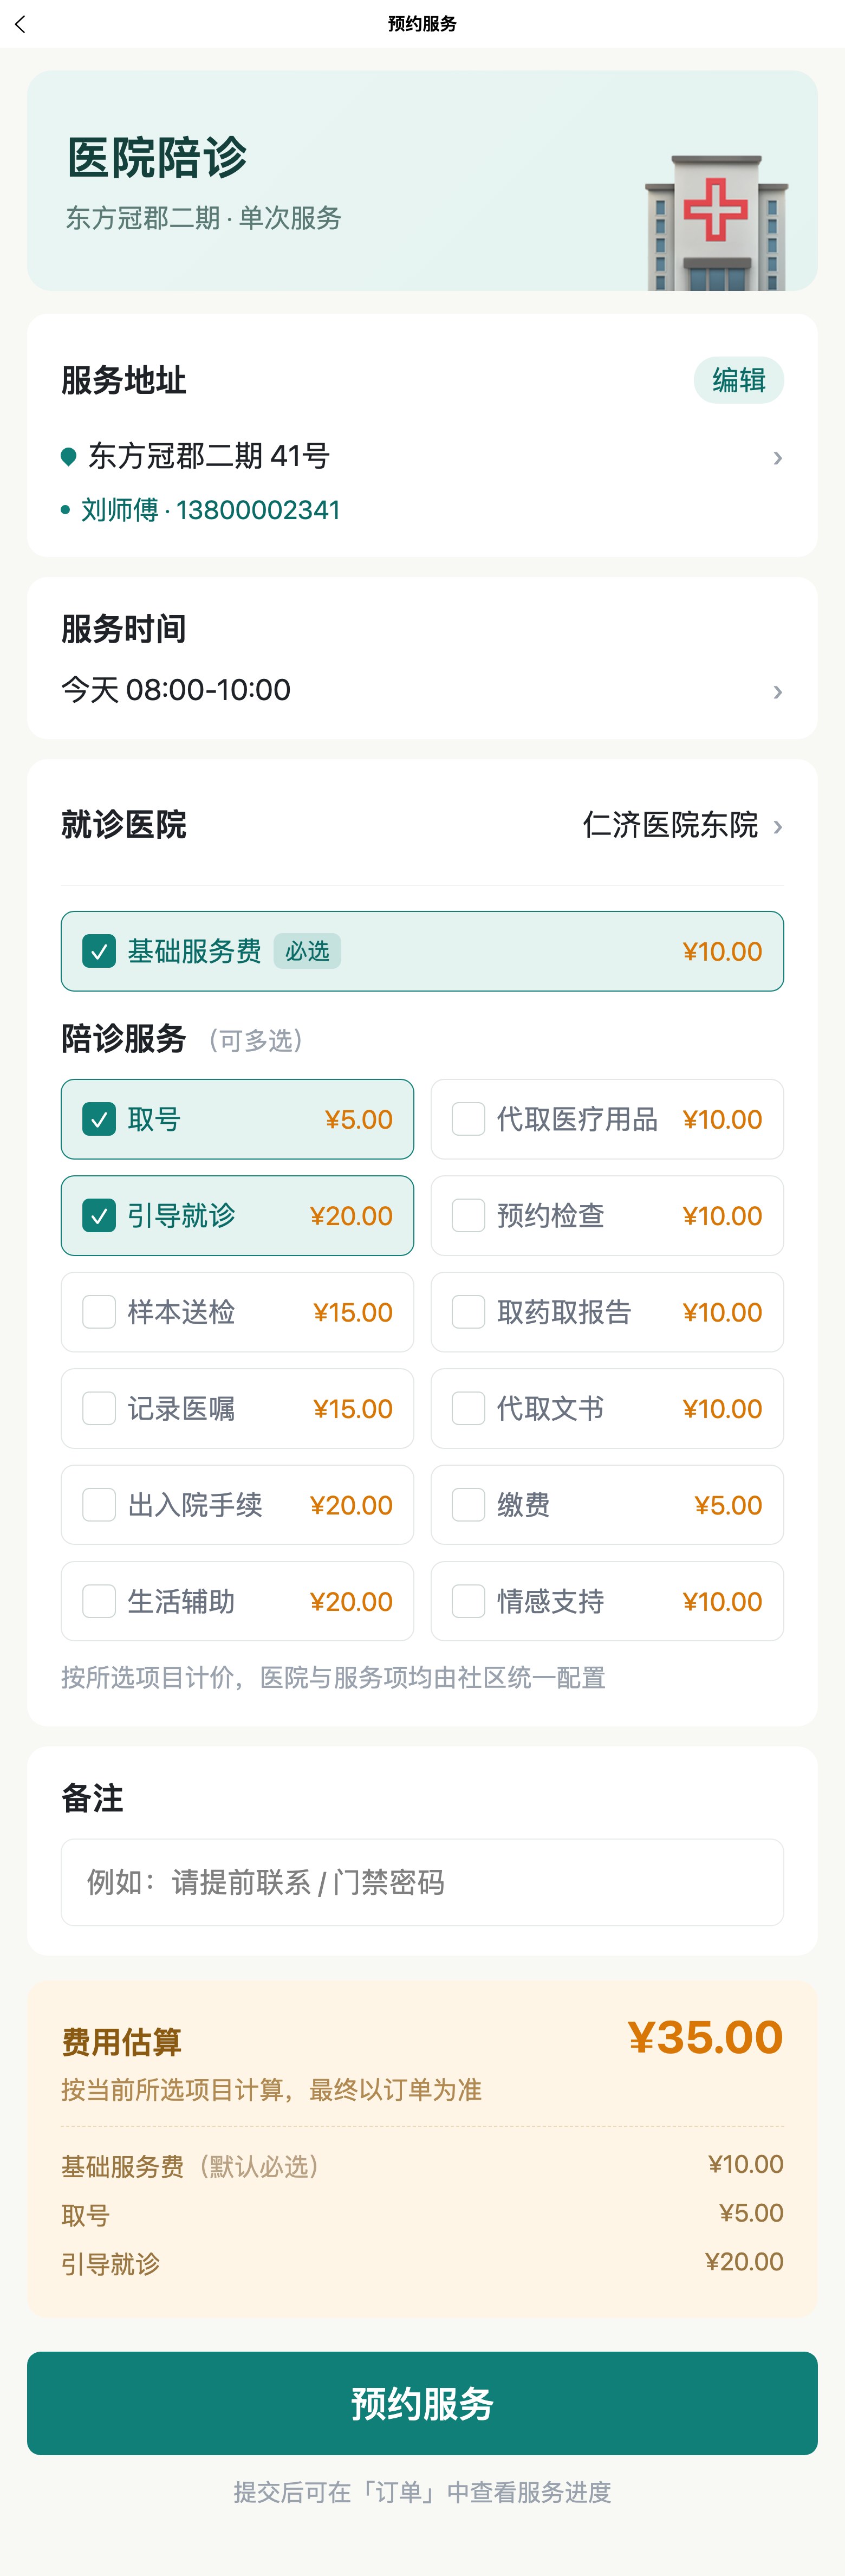 预约服务
医院陪诊
东方冠郡二期 · 单次服务
服务地址
编辑
东方冠郡二期 41号
刘师傅 · 13800002341
服务时间
今天 08:00-10:00
就诊医院
仁济医院东院
基础服务费 必选 ¥10.00
陪诊服务 （可多选）
取号 ¥5.00
代取医疗用品 ¥10.00
引导就诊 ¥20.00
预约检查 ¥10.00
样本送检 ¥15.00
取药取报告 ¥10.00
记录医嘱 ¥15.00
代取文书 ¥10.00
出入院手续 ¥20.00
缴费 ¥5.00
生活辅助 ¥20.00
情感支持 ¥10.00
按所选项目计价，医院与服务项均由社区统一配置
备注
例如：请提前联系 / 门禁密码
费用估算 ¥35.00
按当前所选项目计算，最终以订单为准
基础服务费（默认必选） ¥10.00
取号 ¥5.00
引导就诊 ¥20.00
预约服务
提交后可在「订单」中查看服务进度